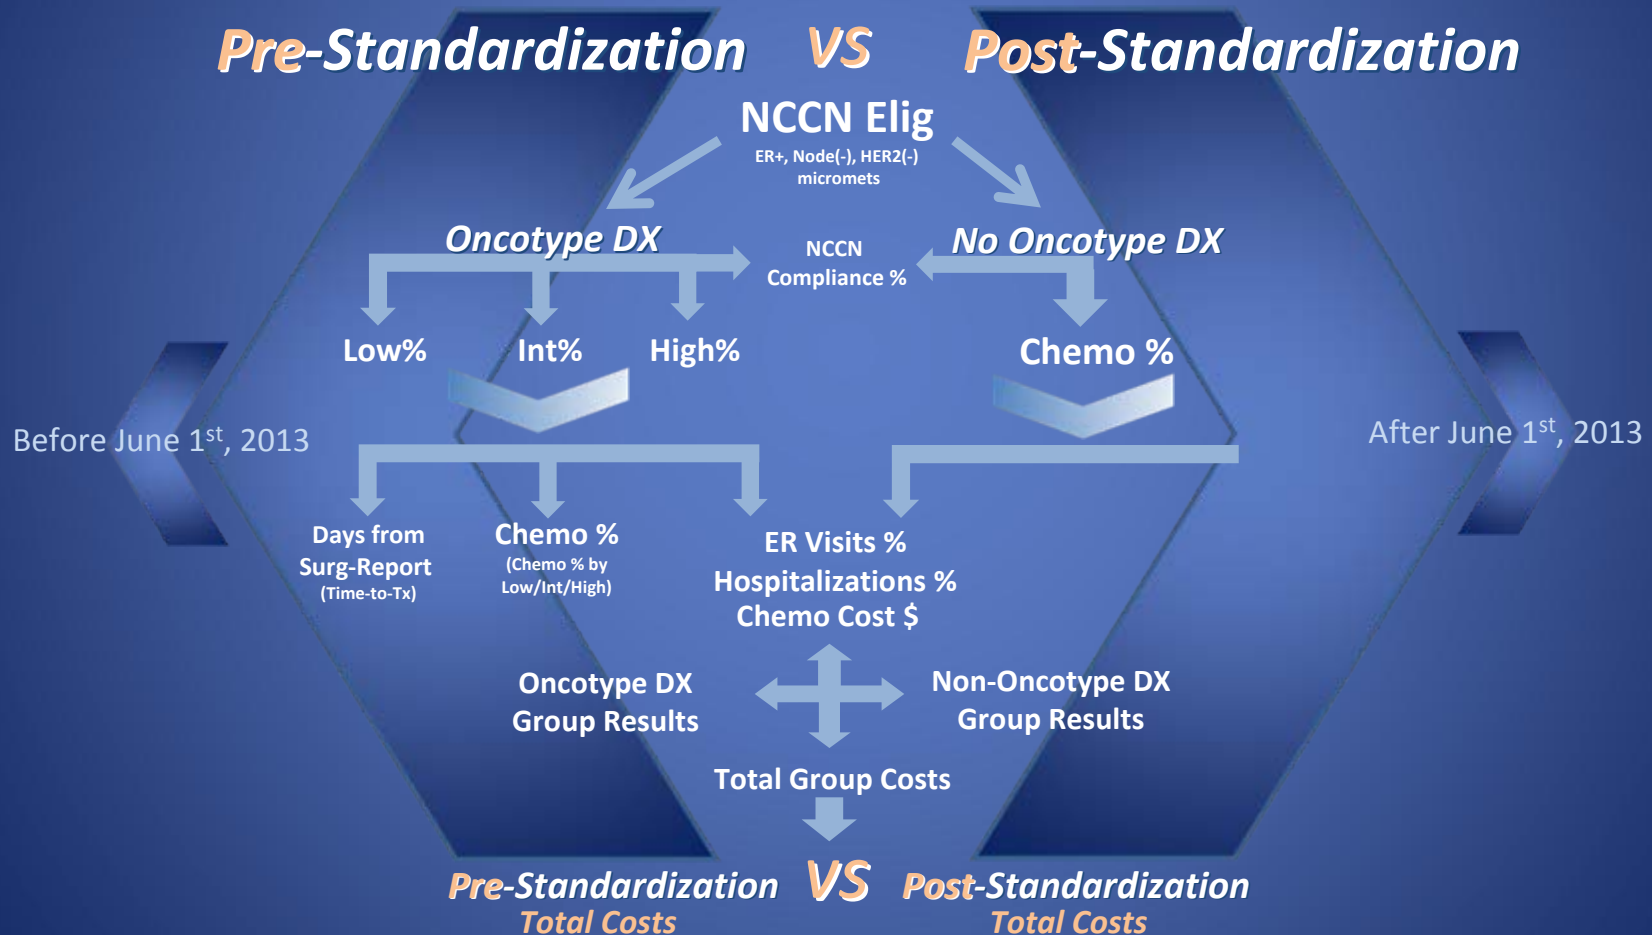 Pre-Standardization VS Post-Standardization
NCCN Elig
ER+, Node(-), HER2(-)
micromets
Oncotype DX
NCCN
Compliance %
No Oncotype DX
Low%
Int%
High%
Chemo %
Before June 1st, 2013
After June 1st, 2013
Days from
Surg-Report
(Time-to-Tx)
Chemo %
(Chemo % by
Low/Int/High)
ER Visits %
Hospitalizations %
Chemo Cost $
Oncotype DX
Group Results
Non-Oncotype DX
Group Results
Total Group Costs
Pre-Standardization VS Post-Standardization
Total Costs
Total Costs